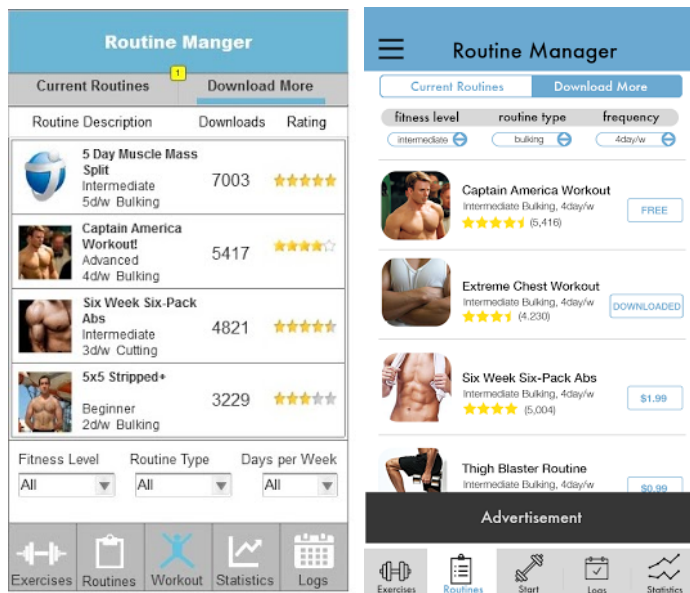 Routine Manger
1
Current Routines Download More
Routine Description Downloads Rating
5 Day Muscle Mass
Split
Intermediate
5d/w Bulking
7003
Captain America
Workout!
Advanced
4d/w Bulking
5417
Six Week Six-Pack
Abs
Intermediate
3d/w Cutting
4821
5x5 Stripped+
Beginner
2d/w Bulking
3229
Fitness Level Routine Type Days per Week
All All All
Exercises Routines Workout Statistics Logs
Routine Manager
Current Routines Download More
fitness level routine type frequency
intermediate bulking 4day/w
Captain America Workout
Intermediate Bulking, 4day/w
(5,416)
FREE
Extreme Chest Workout
Intermediate Bulking, 4day/w
(4.230)
DOWNLOADED
Six Week Six-Pack Abs
Intermediate Bulking, 4day/w
(5,004)
$1.99
Thigh Blaster Routine
Intermediate Bulking, 4day/w
$0.99
Advertisement
Exercises Routines Start Logs Statistics